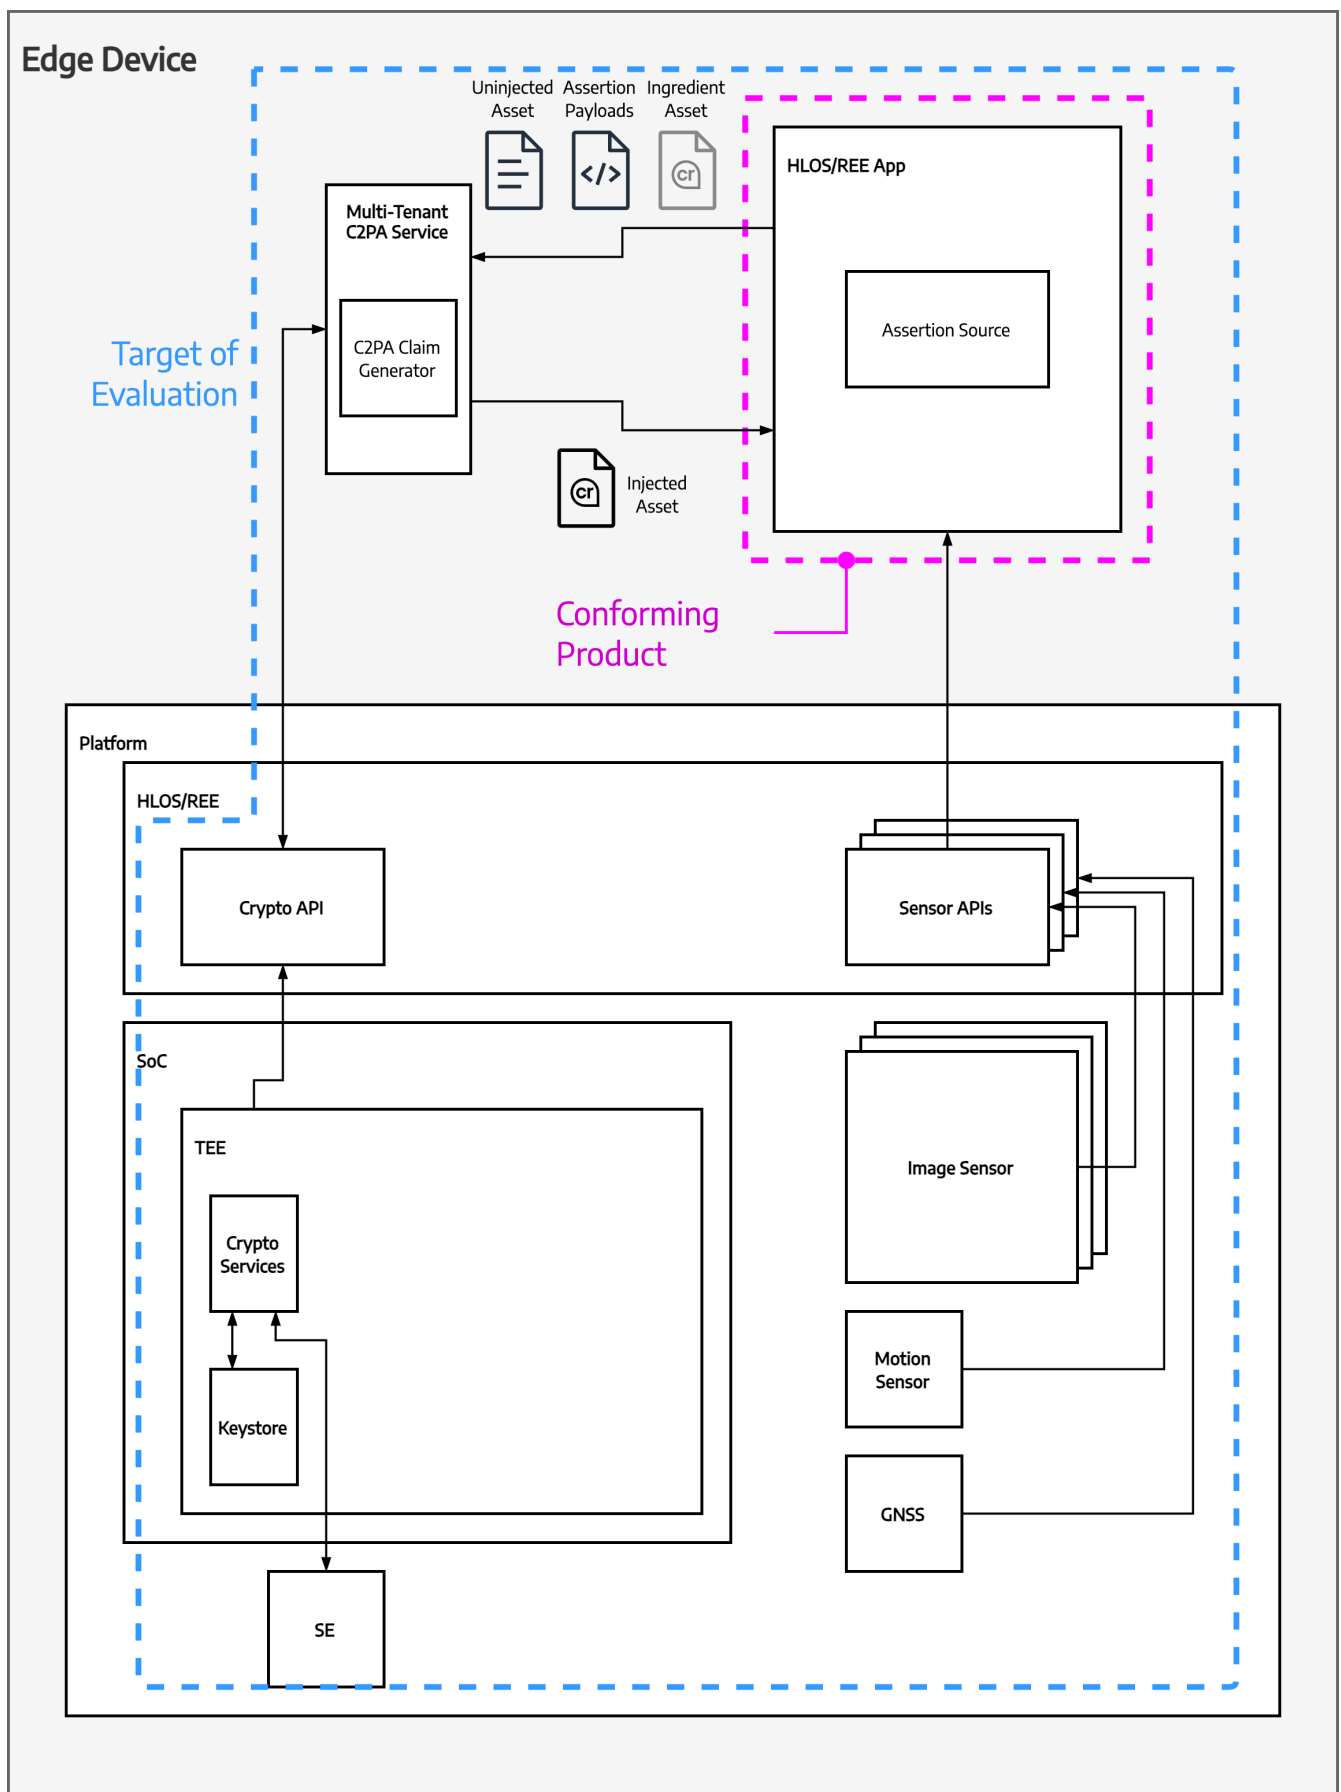 Edge Device
Uninjected
Asset
Assertion
Payloads
Ingredient
Asset
</>
cr
HLOS/REE App
Multi-Tenant
C2PA Service
Assertion Source
C2PA Claim
Generator
Target of
Evaluation
cr
Injected
Asset
Conforming
Product
Platform
HLOS/REE
Crypto API
Sensor APIs
SoC
TEE
Image Sensor
Crypto
Services
Motion
Sensor
Keystore
GNSS
SE